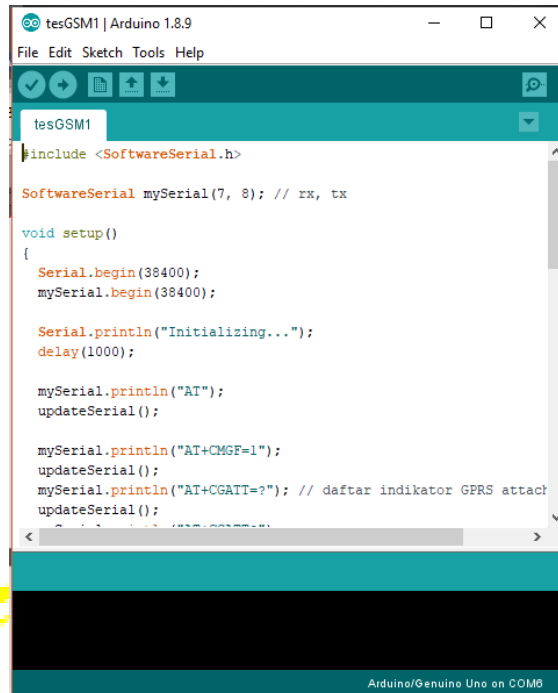 tesGSM1 | Arduino 1.8.9
File Edit Sketch Tools Help
tesGSM1
#include <SoftwareSerial.h>
SoftwareSerial mySerial(7, 8); // rx, tx
void setup()
{
Serial.begin(38400);
mySerial.begin(38400);
Serial.println("Initializing...");
delay(1000);
mySerial.println("AT");
updateSerial();
mySerial.println("AT+CMGF=1");
updateSerial();
mySerial.println("AT+CGATT=?"); // daftar indikator GPRS attach
updateSerial();
Arduino/Genuino Uno on COM6